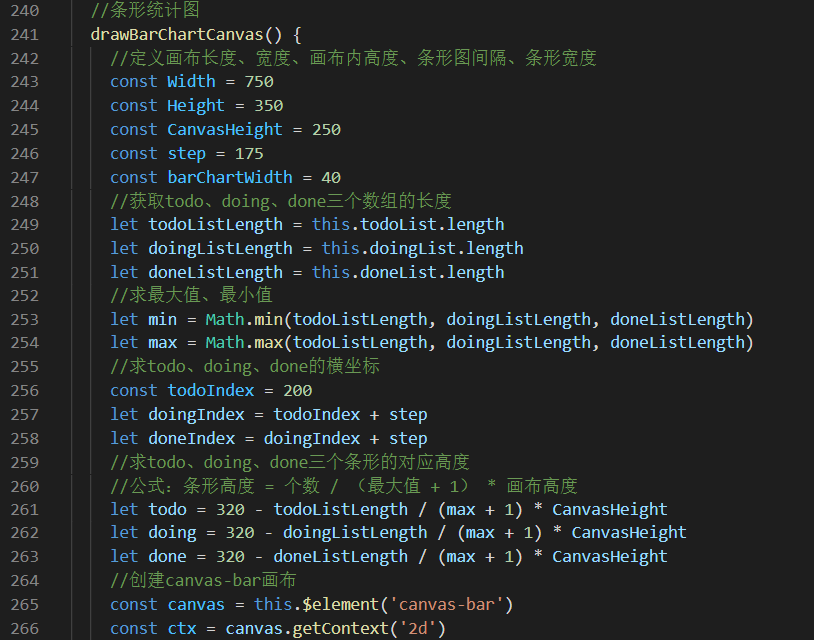 240 //条形统计图
241 drawBarChartCanvas() {
242 //定义画布长度、宽度、画布内高度、条形图间隔、条形宽度
243 const Width = 750
244 const Height = 350
245 const CanvasHeight = 250
246 const step = 175
247 const barChartWidth = 40
248 //获取todo、doing、done三个数组的长度
249 let todoListLength = this.todoList.length
250 let doingListLength = this.doingList.length
251 let doneListLength = this.doneList.length
252 //求最大值、最小值
253 let min = Math.min(todoListLength, doingListLength, doneListLength)
254 let max = Math.max(todoListLength, doingListLength, doneListLength)
255 //求todo、doing、done的横坐标
256 const todoIndex = 200
257 let doingIndex = todoIndex + step
258 let doneIndex = doingIndex + step
259 //求todo、doing、done三个条形的对应高度
260 //公式：条形高度 = 个数 / （最大值 + 1） * 画布高度
261 let todo = 320 - todoListLength / (max + 1) * CanvasHeight
262 let doing = 320 - doingListLength / (max + 1) * CanvasHeight
263 let done = 320 - doneListLength / (max + 1) * CanvasHeight
264 //创建canvas-bar画布
265 const canvas = this.$element('canvas-bar')
266 const ctx = canvas.getContext('2d')